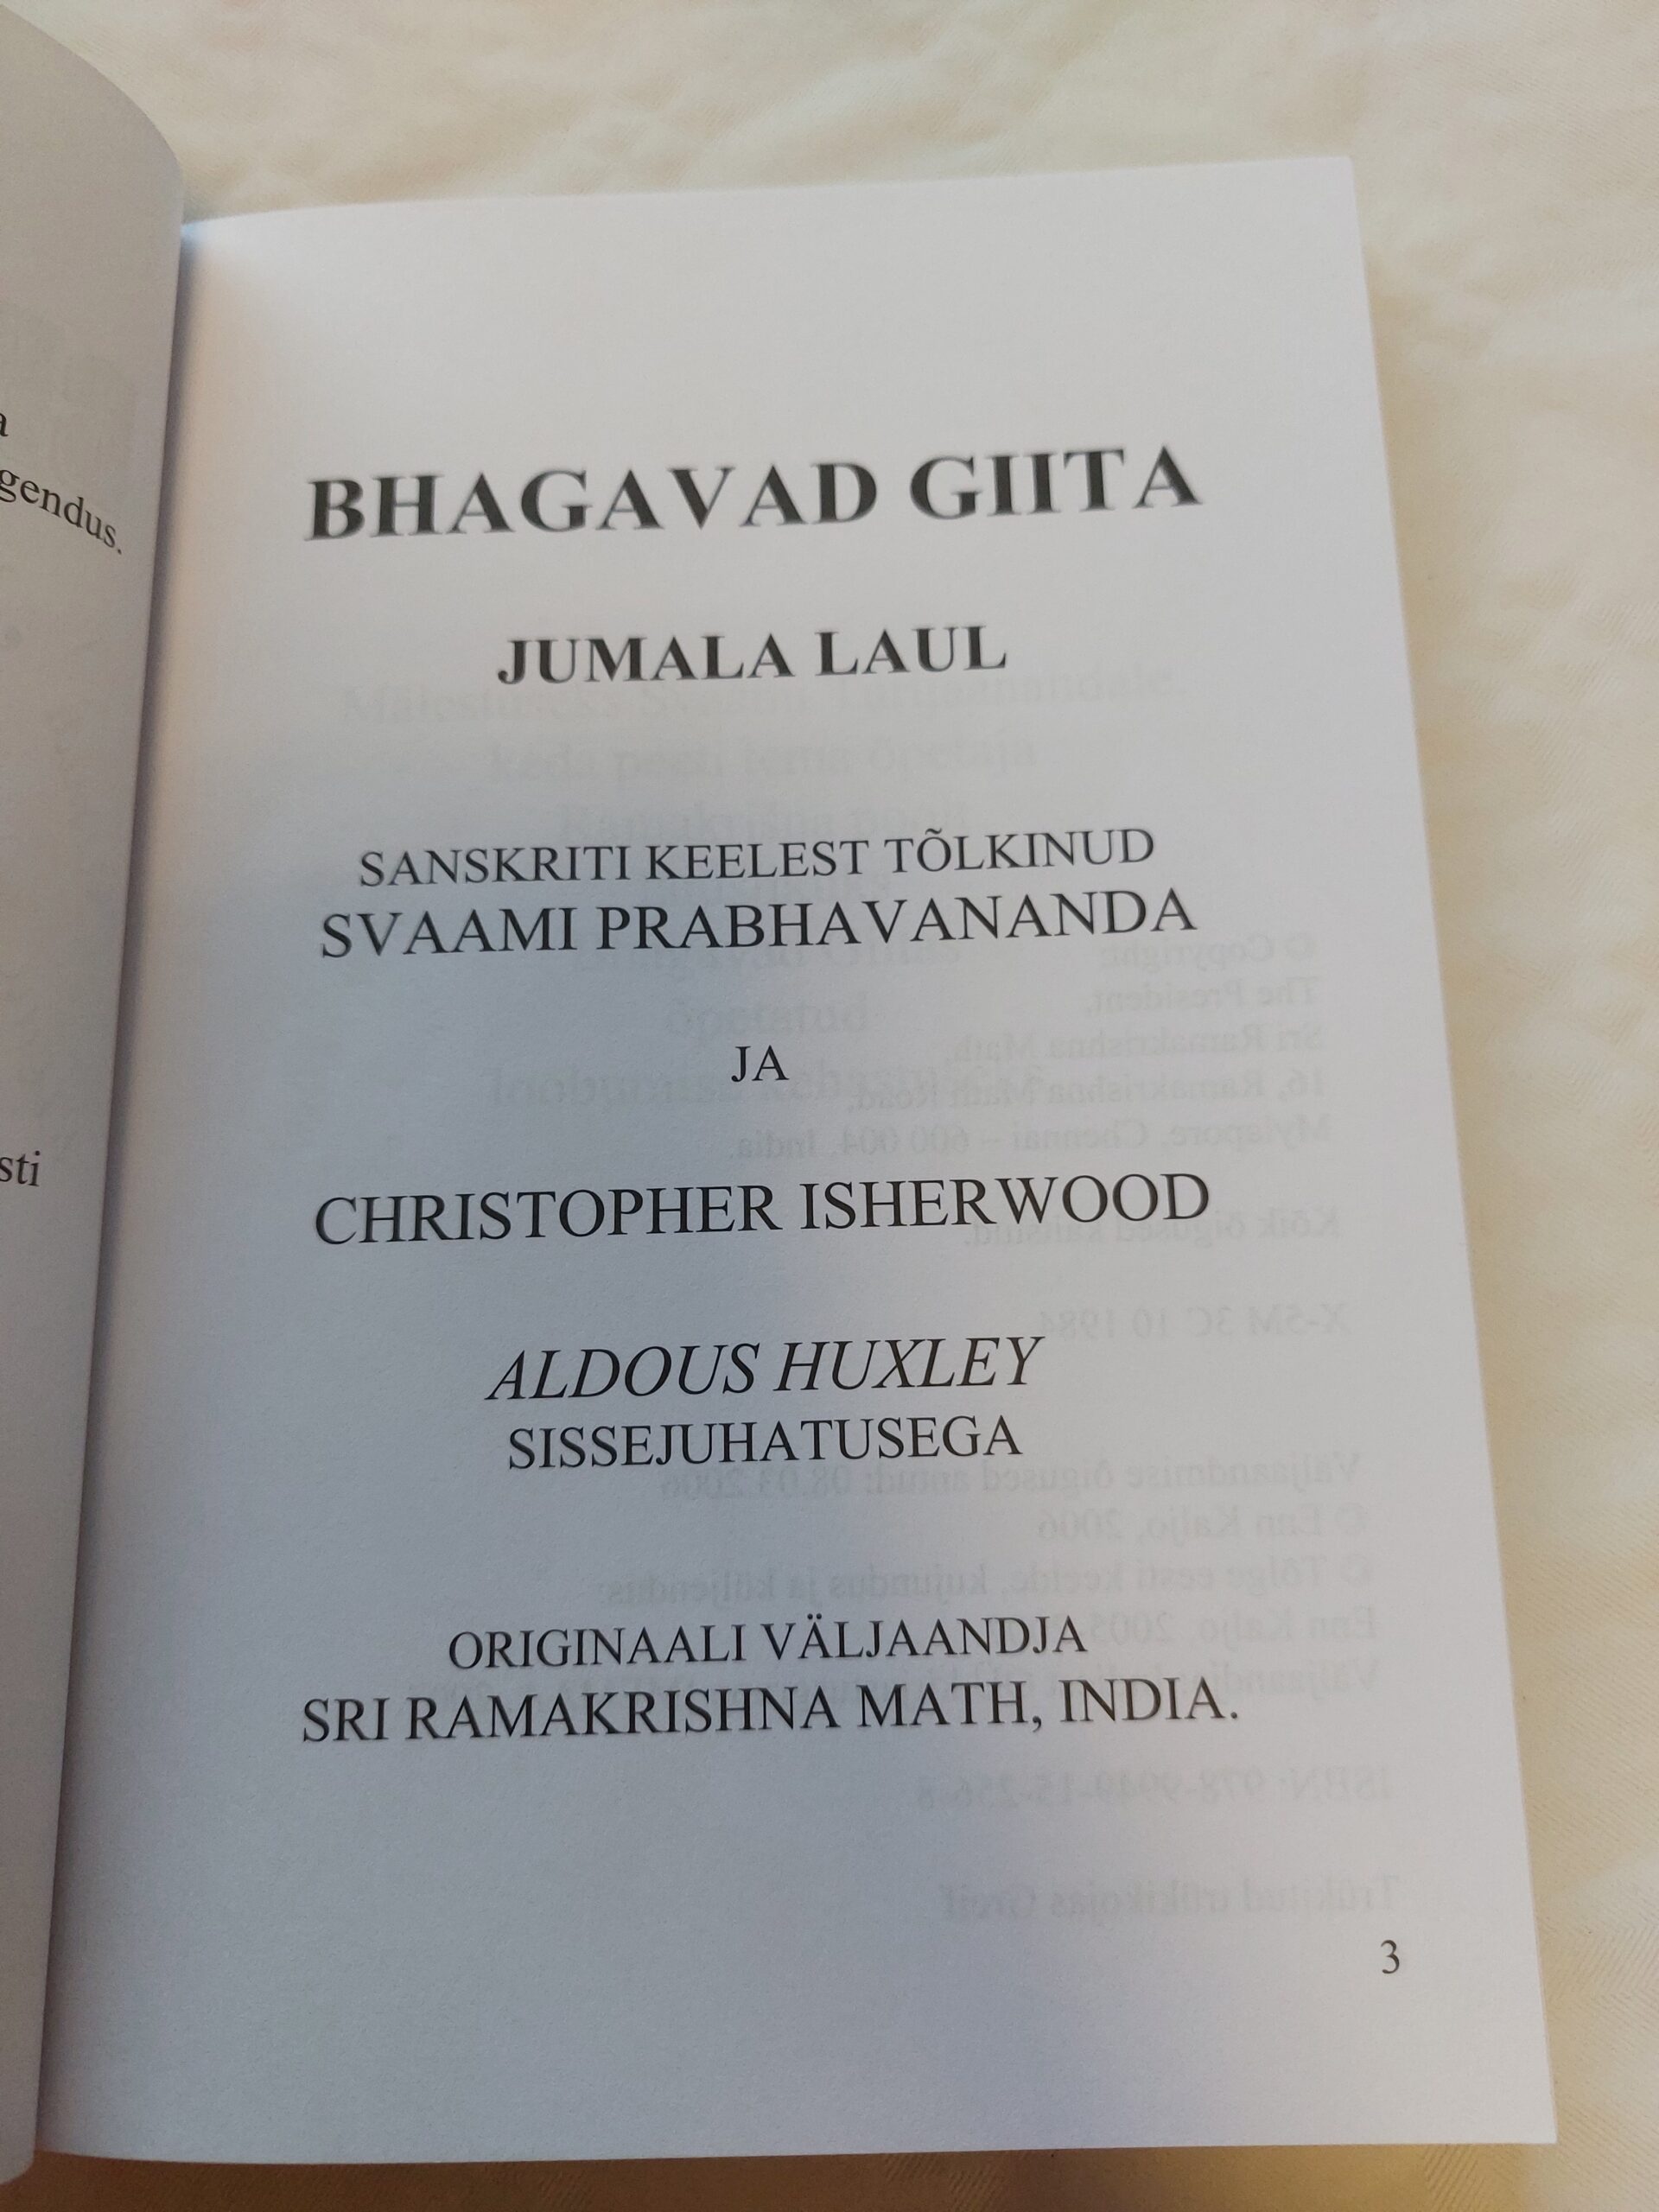 a
gendus.
sti
BHAGAVAD GIITA
JUMALA LAUL
SANSKRITI KEELEST TÕLKINUD
SVAAMI PRABHAVANANDA
JA
CHRISTOPHER ISHERWOOD
ALDOUS HUXLEY
SISSEJUHATUSEGA
ORIGINAALI VÄLJAANDJA
SRI RAMAKRISHNA MATH, INDIA.
3